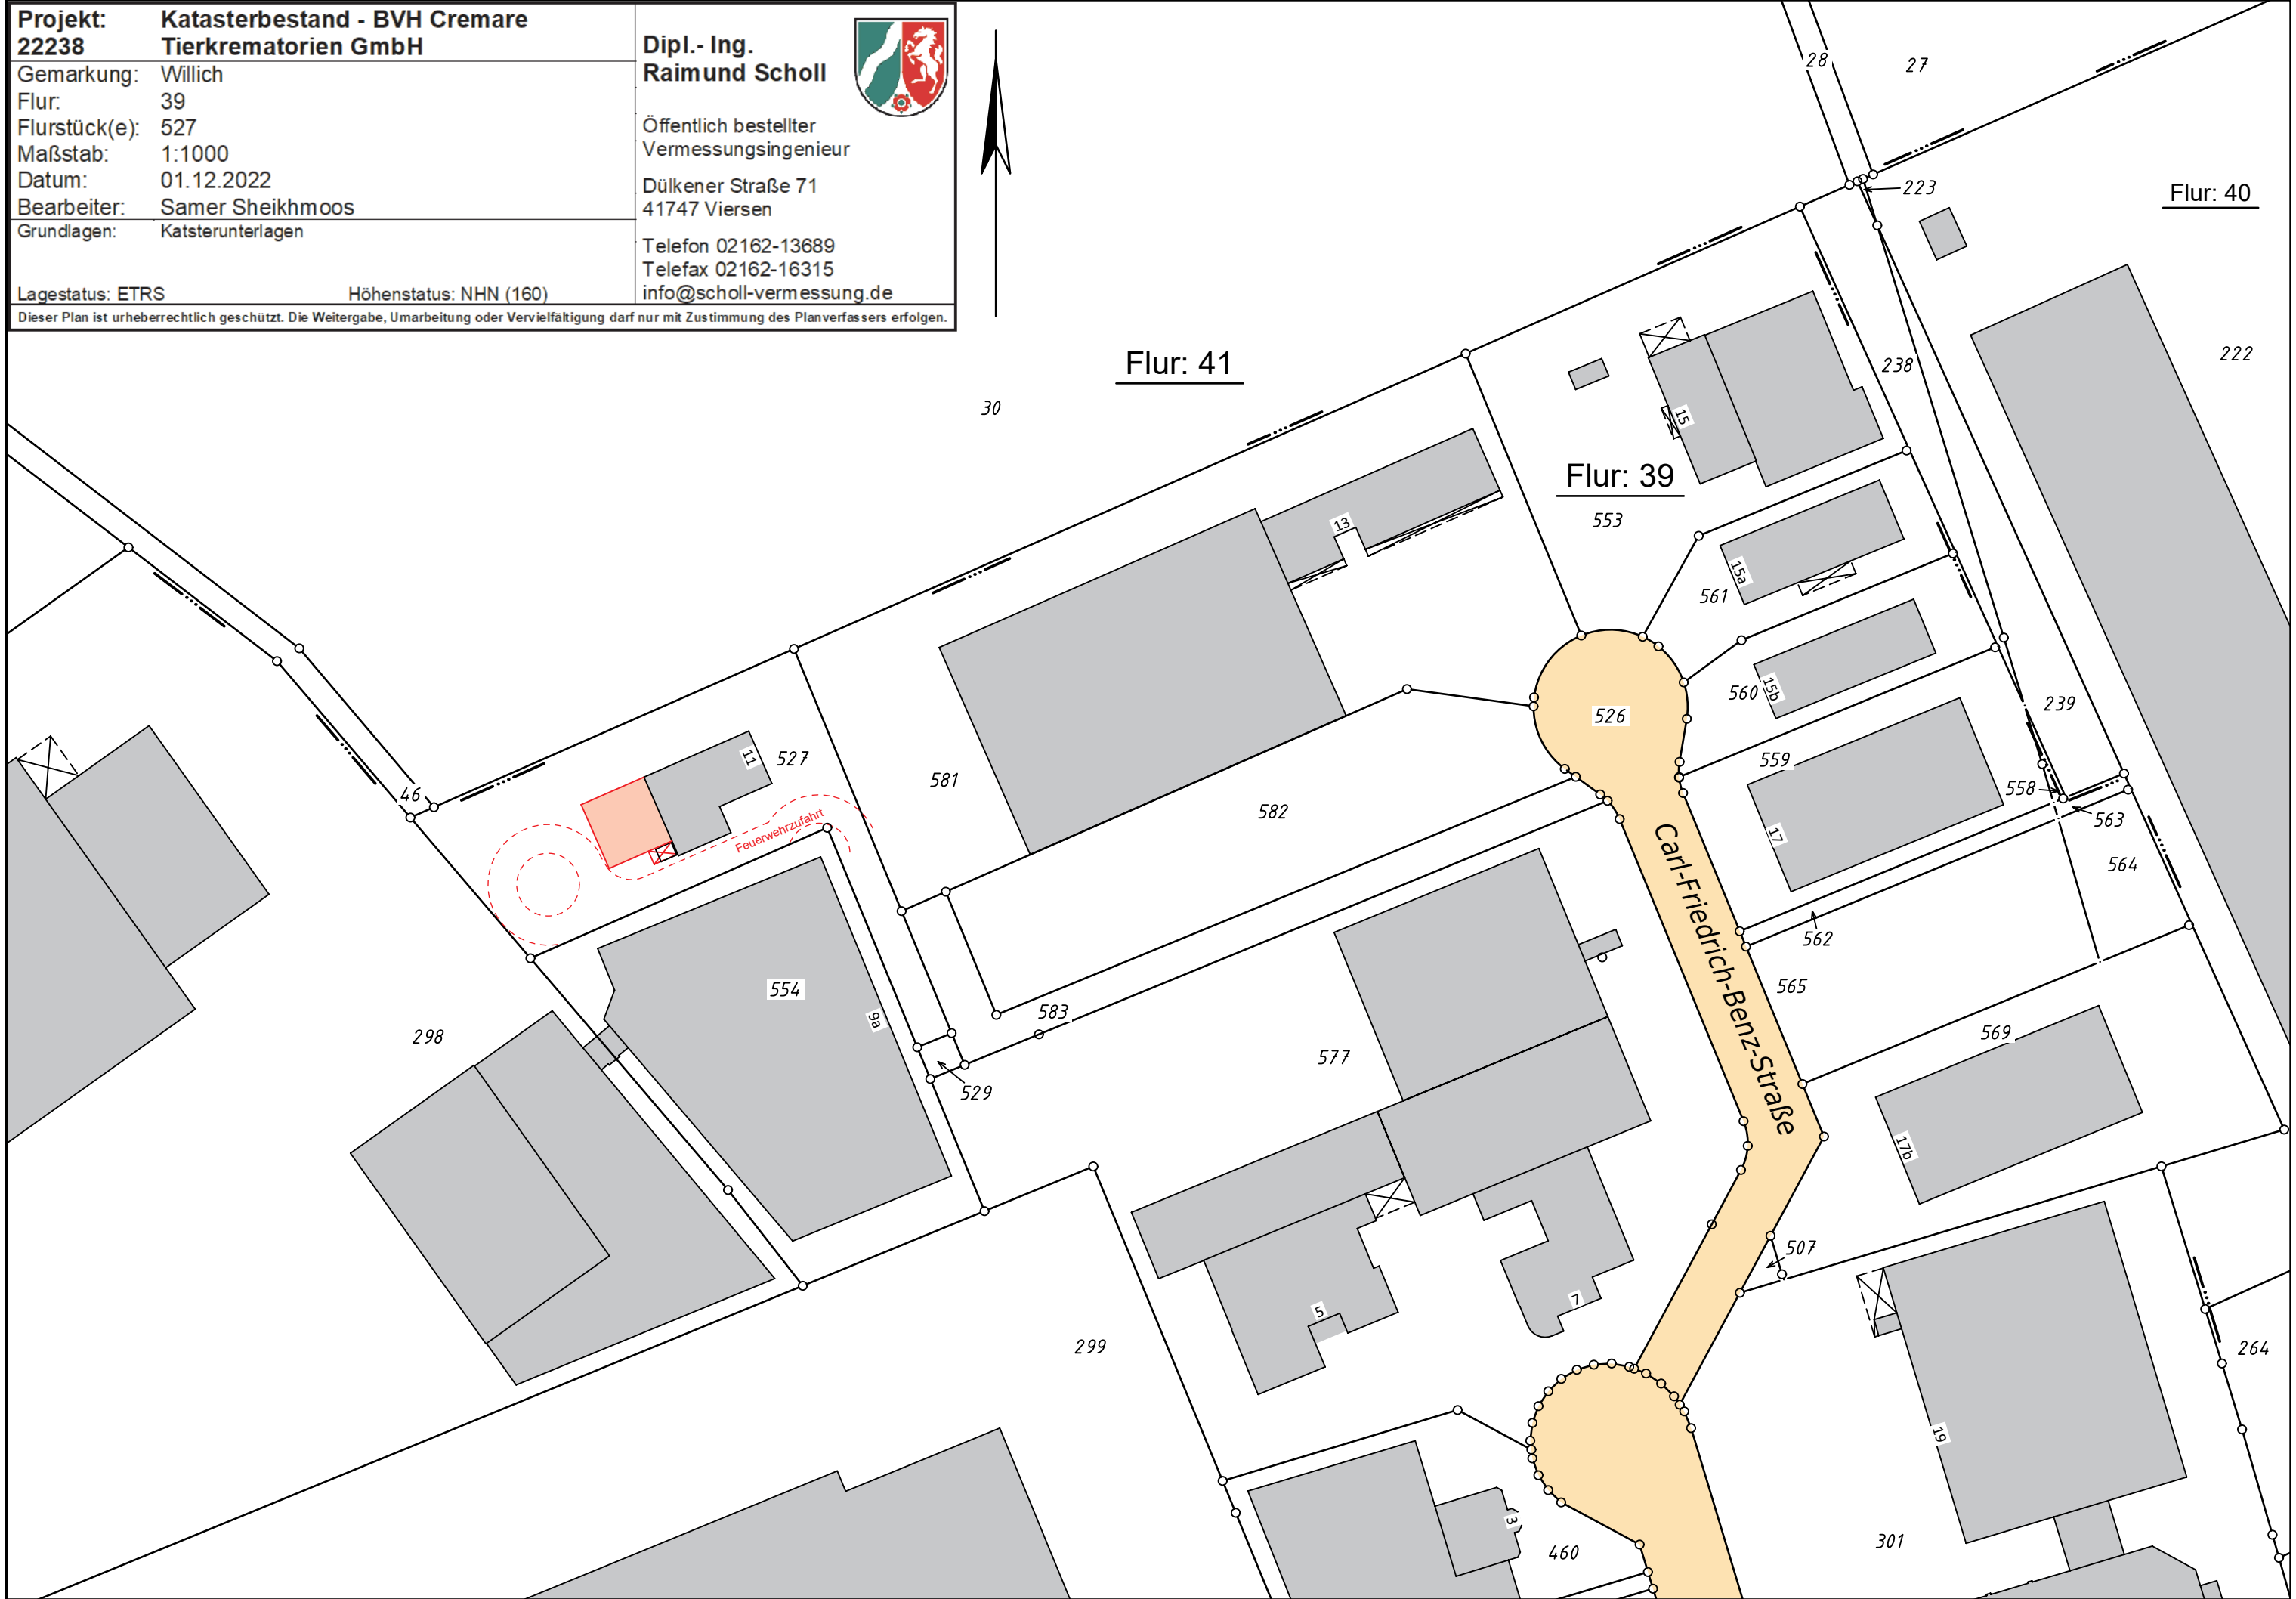 Projekt: Katasterbestand - BVH Cremare
22238 Tierkrematorien GmbH
Gemarkung: Willich
Flur: 39
Flurstück(e): 527
Maßstab: 1:1000
Datum: 01.12.2022
Bearbeiter: Samer Sheikhmoos
Grundlagen: Katsterunterlagen
Lagestatus: ETRS Höhenstatus: NHN (160)
Dipl.- Ing.
Raimund Scholl
Öffentlich bestellter
Vermessungsingenieur
Dülkener Straße 71
41747 Viersen
Telefon 02162-13689
Telefax 02162-16315
info@scholl-vermessung.de
Dieser Plan ist urheberrechtlich geschützt. Die Weitergabe, Umarbeitung oder Vervielfältigung darf nur mit Zustimmung des Planverfassers erfolgen.
28
27
223
Flur: 40
Flur: 41
30
238
222
15
Flur: 39
553
13
15a
561
15b
560
526
239
559
11
527
581
46
582
558
563
17
Feuerwehrzufahrt
564
Carl-Friedrich-Benz-Straße
562
554
565
9a
583
298
569
577
529
17b
507
5
7
299
264
19
3
460
301